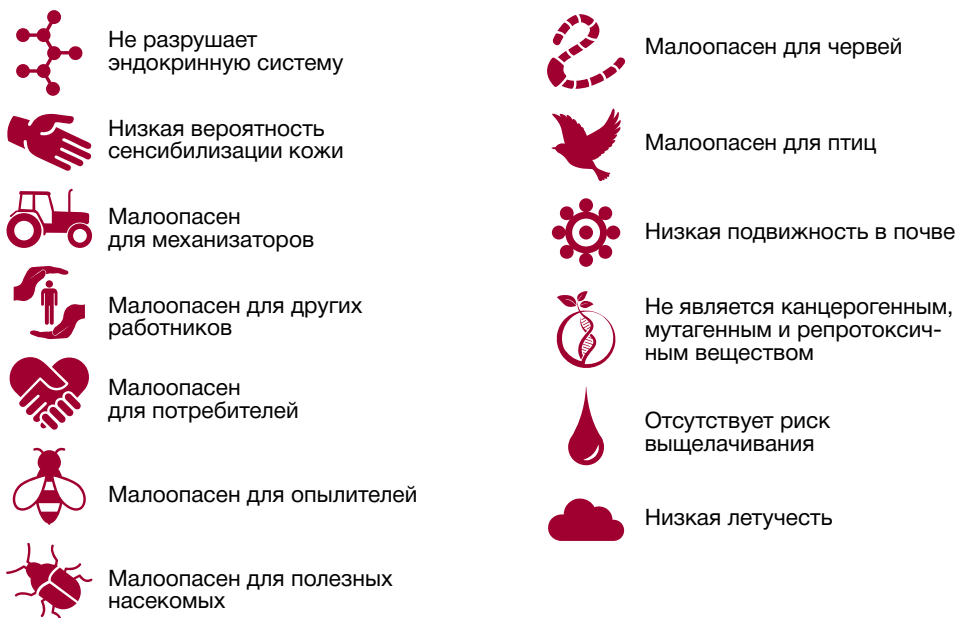 Не разрушает
эндокринную систему
Низкая вероятность
сенсибилизации кожи
Малоопасен
для механизаторов
Малоопасен для других
работников
Малоопасен
для потребителей
Малоопасен для опылителей
Малоопасен для полезных
насекомых
Малоопасен для червей
Малоопасен для птиц
Низкая подвижность в почве
Не является канцерогенным,
мутагенным и репротоксич-
ным веществом
Отсутствует риск
выщелачивания
Низкая летучесть